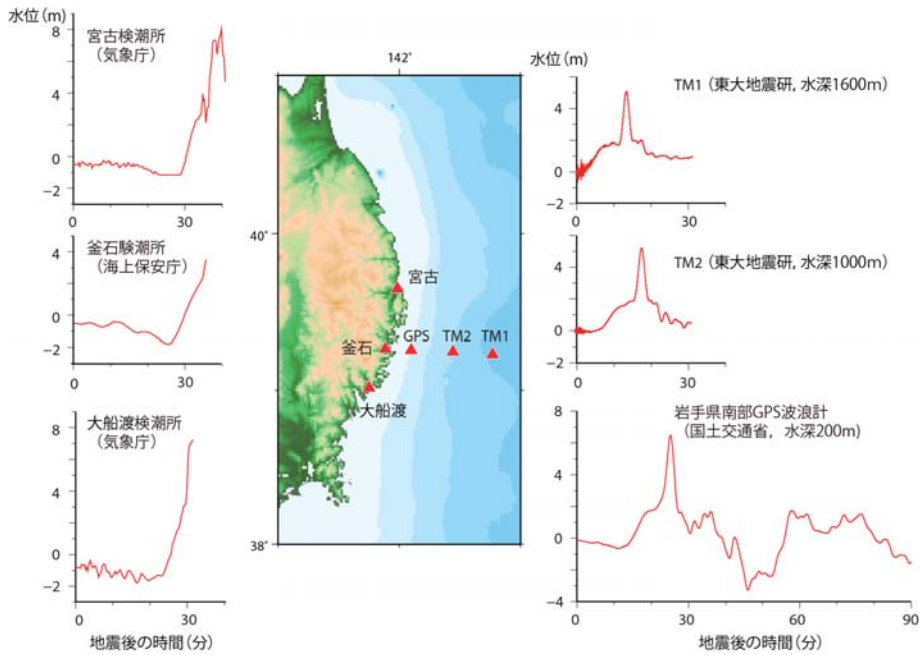 水位(m)
8
4
0
−2
0
30
宮古検潮所
(気象庁)
4
0
−2
0
30
釜石験潮所
(海上保安庁)
8
4
0
−2
0
30
大船渡検潮所
(気象庁)
地震後の時間(分)
142°
40°
38°
宮古
釜石
GPS
TM2
TM1
大船渡
水位(m)
4
0
−2
0
30
TM1 (東大地震研, 水深1600m)
4
0
−2
0
30
TM2 (東大地震研, 水深1000m)
8
4
0
−4
0
30
60
90
岩手県南部GPS波浪計
(国土交通省, 水深200m)
地震後の時間(分)